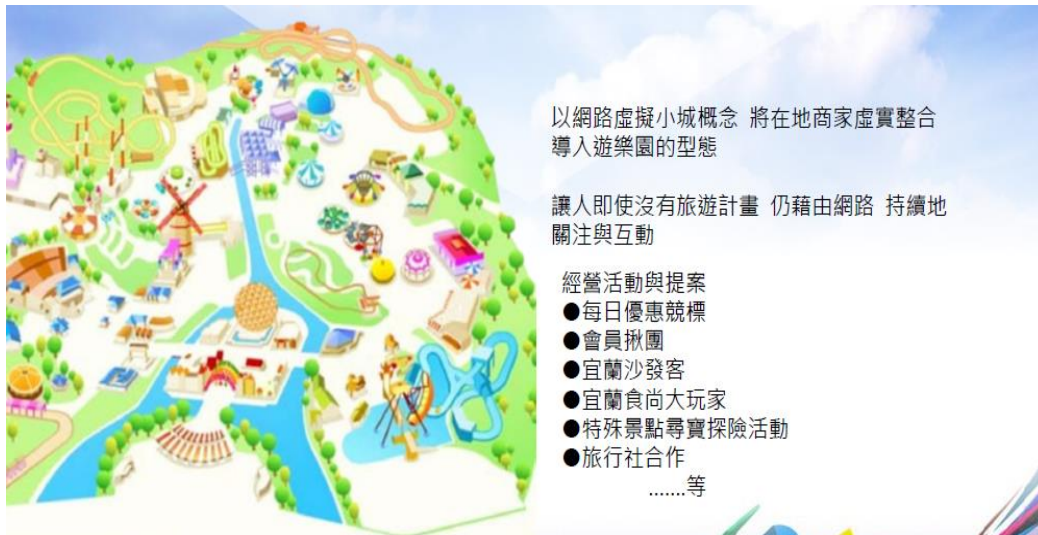 以網路虛擬小城概念 將在地商家虛實整合
導入遊樂園的型態
讓人即使沒有旅遊計畫 仍藉由網路 持續地
關注與互動
經營活動與提案
●每日優惠競標
●會員揪團
●宜蘭沙發客
●宜蘭食尚大玩家
●特殊景點尋寶探險活動
●旅行社合作
.......等